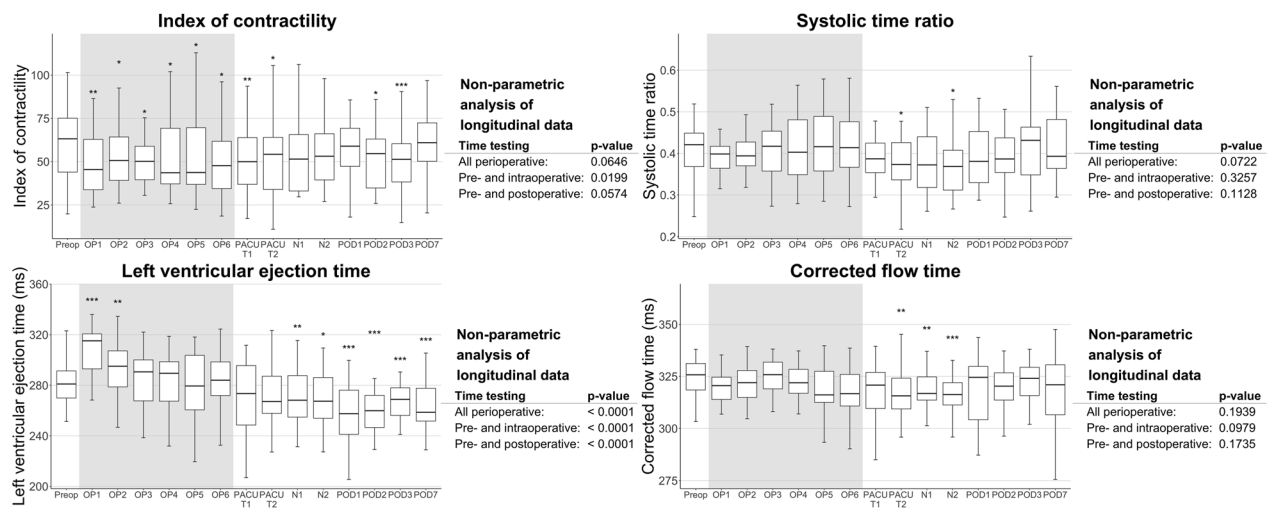 Index of contractility
Index of contractility
100
75
50
25
** * * * * * ** * * ***
Preop OP1 OP2 OP3 OP4 OP5 OP6 PACU T1 PACU T2 N1 N2 POD1 POD2 POD3 POD7
Non-parametric
analysis of
longitudinal data
Time testing p-value
All perioperative: 0.0646
Pre- and intraoperative: 0.0199
Pre- and postoperative: 0.0574
Systolic time ratio
Systolic time ratio
0.6
0.5
0.4
0.3
0.2
* *
Preop OP1 OP2 OP3 OP4 OP5 OP6 PACU T1 PACU T2 N1 N2 POD1 POD2 POD3 POD7
Non-parametric
analysis of
longitudinal data
Time testing p-value
All perioperative: 0.0722
Pre- and intraoperative: 0.3257
Pre- and postoperative: 0.1128
Left ventricular ejection time
Left ventricular ejection time (ms)
360
320
280
240
200
*** ** ** * *** *** *** ***
Preop OP1 OP2 OP3 OP4 OP5 OP6 PACU T1 PACU T2 N1 N2 POD1 POD2 POD3 POD7
Non-parametric
analysis of
longitudinal data
Time testing p-value
All perioperative: < 0.0001
Pre- and intraoperative: < 0.0001
Pre- and postoperative: < 0.0001
Corrected flow time
Corrected flow time (ms)
350
325
300
275
** ** ***
Preop OP1 OP2 OP3 OP4 OP5 OP6 PACU T1 PACU T2 N1 N2 POD1 POD2 POD3 POD7
Non-parametric
analysis of
longitudinal data
Time testing p-value
All perioperative: 0.1939
Pre- and intraoperative: 0.0979
Pre- and postoperative: 0.1735